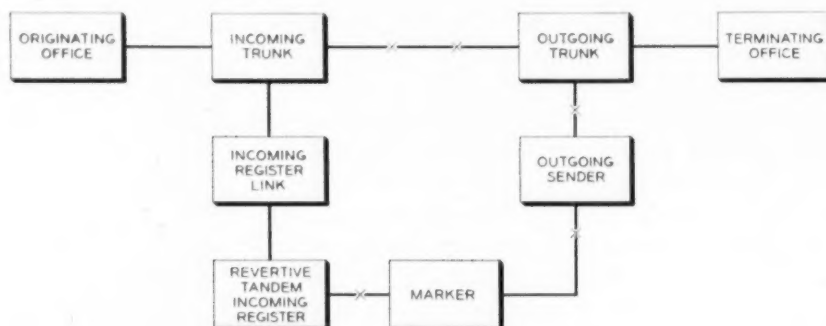 ORIGINATING
OFFICE
INCOMING
TRUNK
OUTGOING
TRUNK
TERMINATING
OFFICE
INCOMING
REGISTER
LINK
OUTGOING
SENDER
REVERTIVE
TANDEM
INCOMING
REGISTER
MARKER